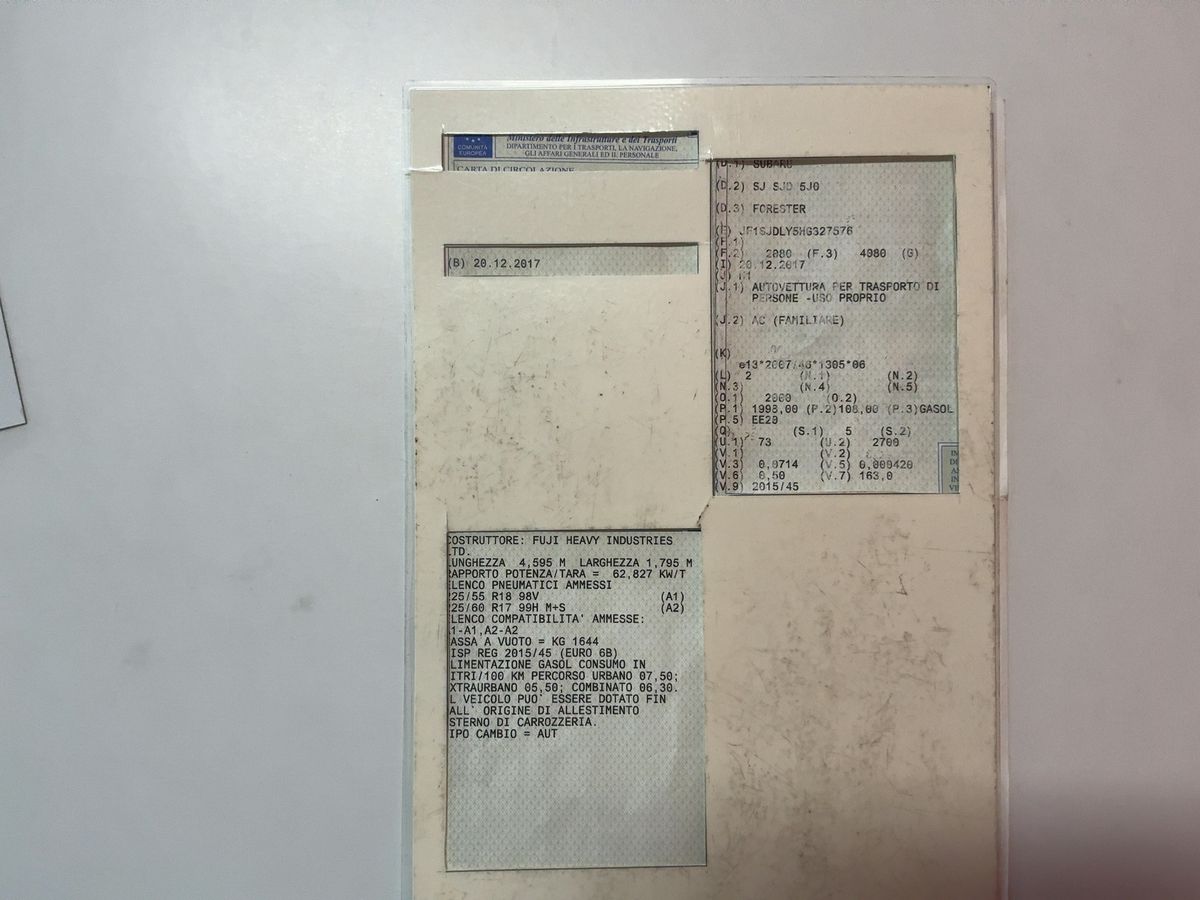 COMUNITÀ
EUROPEA
Ministero delle Infrastrutture e dei Trasporti
DIPARTIMENTO PER I TRASPORTI, LA NAVIGAZIONE,
GLI AFFARI GENERALI ED IL PERSONALE
CARTA DI CIRCOLAZIONE
(B) 20.12.2017
(D.1) SUBARU
(D.2) SJ SJD 5J0
(D.3) FORESTER
(E) JF1SJDLY5HG327576
(F.1)
(F.2) 2080 (F.3) 4080 (G)
(I) 20.12.2017
(J) M1
(J.1) AUTOVETTURA PER TRASPORTO DI
PERSONE -USO PROPRIO
(J.2) AC (FAMILIARE)
(K)
e13*2007/46*1305*06
(L) 2 (N.1) (N.2)
(N.3) (N.4) (N.5)
(O.1) 2000 (O.2)
(P.1) 1998,00 (P.2)108,00 (P.3)GASOL
(P.5) EE20
(Q) (S.1) 5 (S.2)
(U.1) 73 (U.2) 2700
(V.1) (V.2)
(V.3) 0,0714 (V.5) 0,000420
(V.6) 0,50 (V.7) 163,0
(V.9) 2015/45
COSTRUTTORE: FUJI HEAVY INDUSTRIES
TD.
UNGHEZZA 4,595 M LARGHEZZA 1,795 M
APPORTO POTENZA/TARA = 62,827 KW/T
LENCO PNEUMATICI AMMESSI
25/55 R18 98V (A1)
25/60 R17 99H M+S (A2)
LENCO COMPATIBILITA' AMMESSE:
1-A1,A2-A2
ASSA A VUOTO = KG 1644
ISP REG 2015/45 (EURO 6B)
LIMENTAZIONE GASOL CONSUMO IN
ITRI/100 KM PERCORSO URBANO 07,50;
XTRAURBANO 05,50; COMBINATO 06,30.
L VEICOLO PUO' ESSERE DOTATO FIN
ALL' ORIGINE DI ALLESTIMENTO
STERNO DI CARROZZERIA.
IPO CAMBIO = AUT